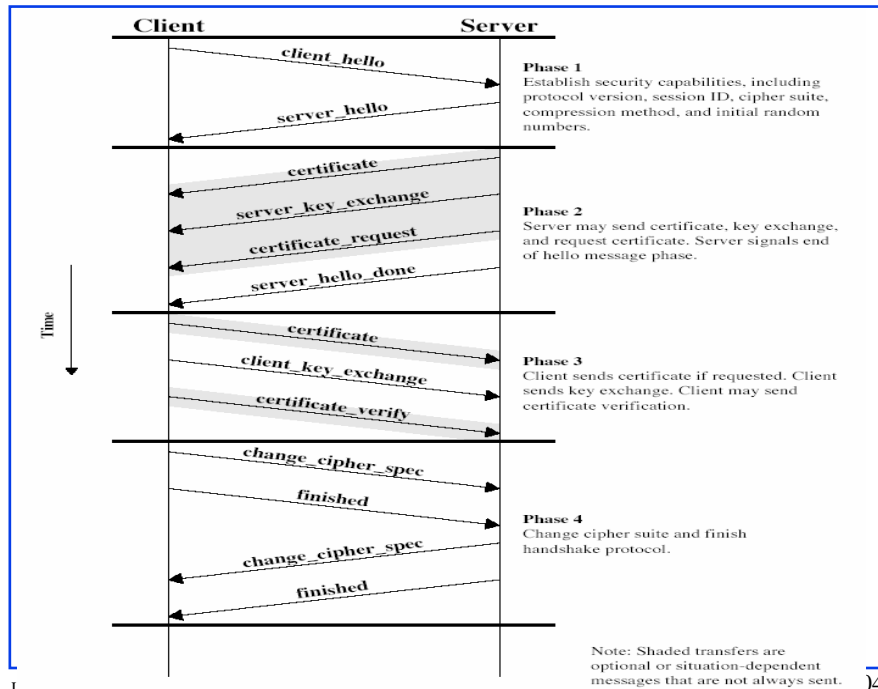 Client
Server
client_hello
server_hello
Phase 1
Establish security capabilities, including
protocol version, session ID, cipher suite,
compression method, and initial random
numbers.
certificate
server_key_exchange
certificate_request
server_hello_done
Phase 2
Server may send certificate, key exchange,
and request certificate. Server signals end
of hello message phase.
Time
certificate
client_key_exchange
certificate_verify
Phase 3
Client sends certificate if requested. Client
sends key exchange. Client may send
certificate verification.
change_cipher_spec
finished
change_cipher_spec
finished
Phase 4
Change cipher suite and finish
handshake protocol.
Note: Shaded transfers are
optional or situation-dependent
messages that are not always sent.